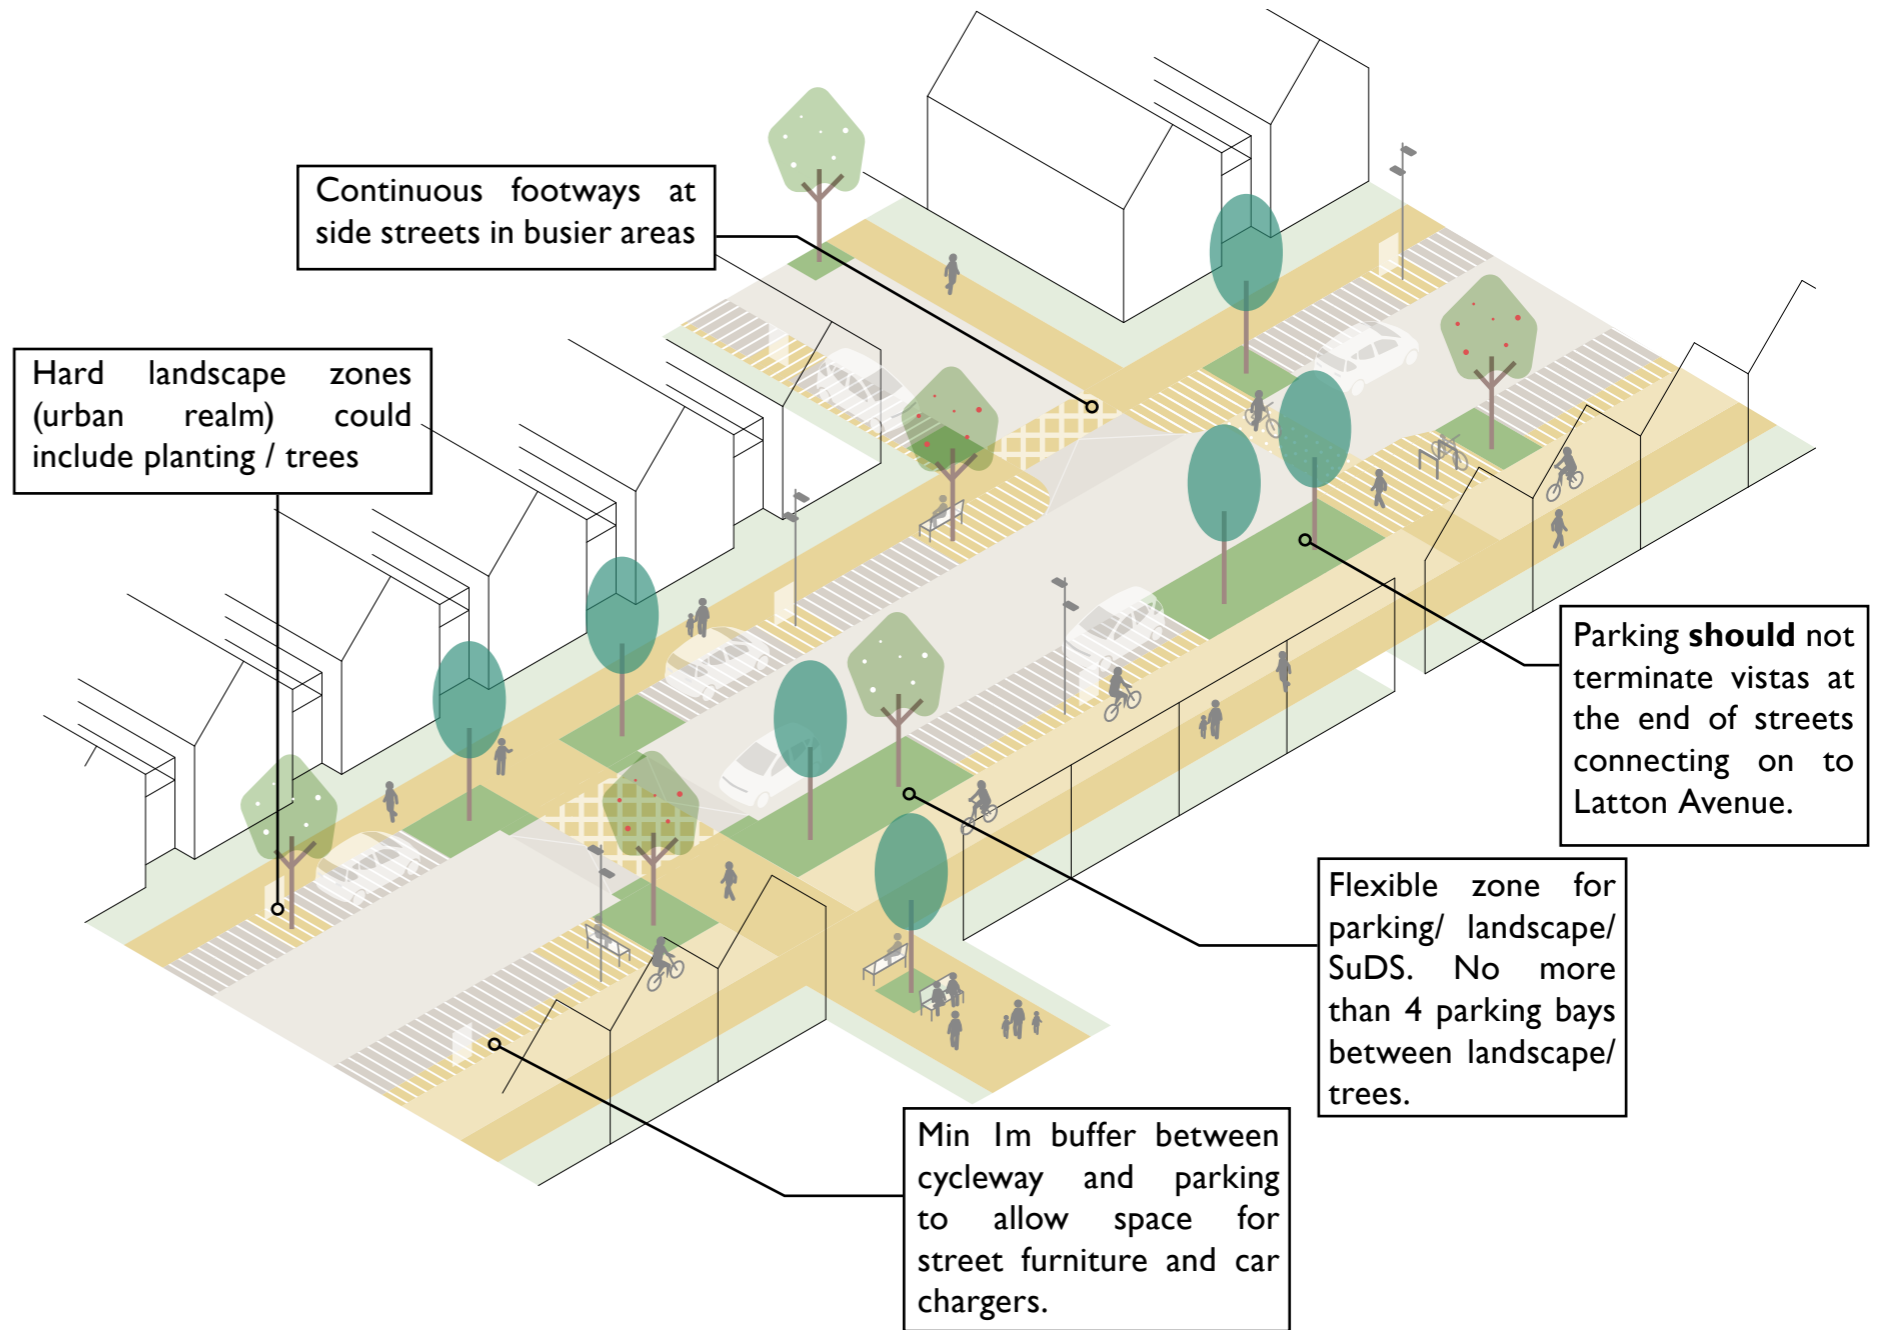 Continuous footways at
side streets in busier areas
Hard landscape zones
(urban realm) could
include planting / trees
Parking should not
terminate vistas at
the end of streets
connecting on to
Latton Avenue.
Flexible zone for
parking/ landscape/
SuDS. No more
than 4 parking bays
between landscape/
trees.
Min 1m buffer between
cycleway and parking
to allow space for
street furniture and car
chargers.